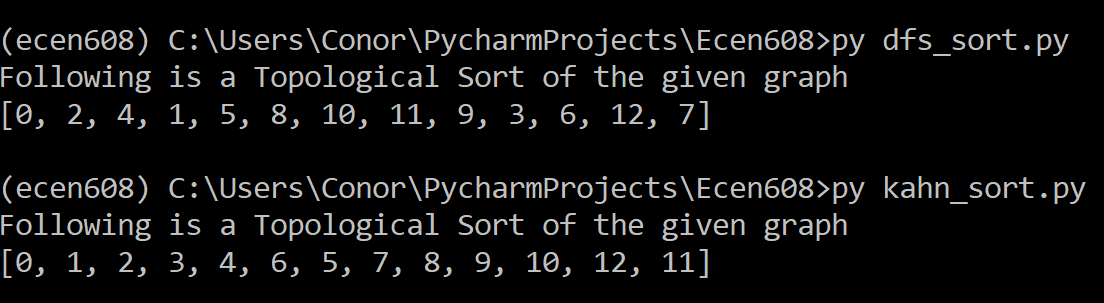 (ecen608) C:\Users\Conor\PycharmProjects\Ecen608>py dfs_sort.py
Following is a Topological Sort of the given graph
[0, 2, 4, 1, 5, 8, 10, 11, 9, 3, 6, 12, 7]
(ecen608) C:\Users\Conor\PycharmProjects\Ecen608>py kahn_sort.py
Following is a Topological Sort of the given graph
[0, 1, 2, 3, 4, 6, 5, 7, 8, 9, 10, 12, 11]